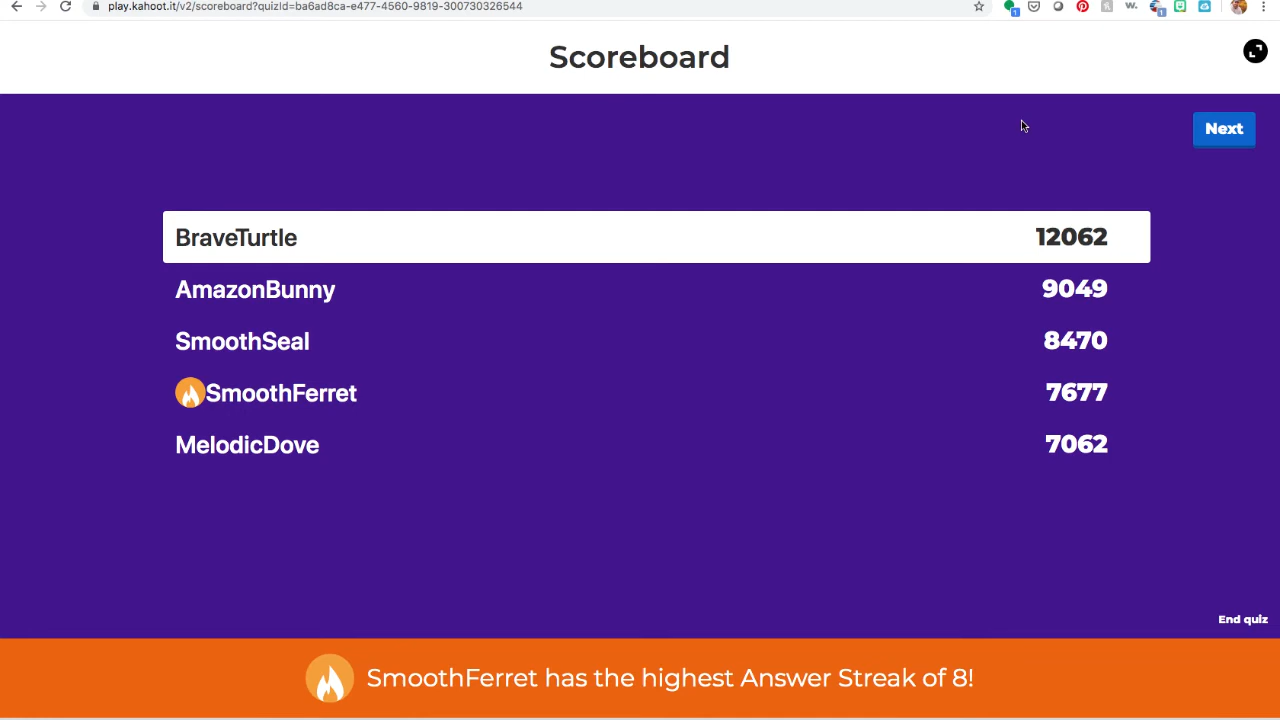 play.kahoot.it/v2/scoreboard?quizId=ba6ad8ca-e477-4560-9819-300730326544
Scoreboard
Next
BraveTurtle 12062
AmazonBunny 9049
SmoothSeal 8470
SmoothFerret 7677
MelodicDove 7062
End quiz
SmoothFerret has the highest Answer Streak of 8!